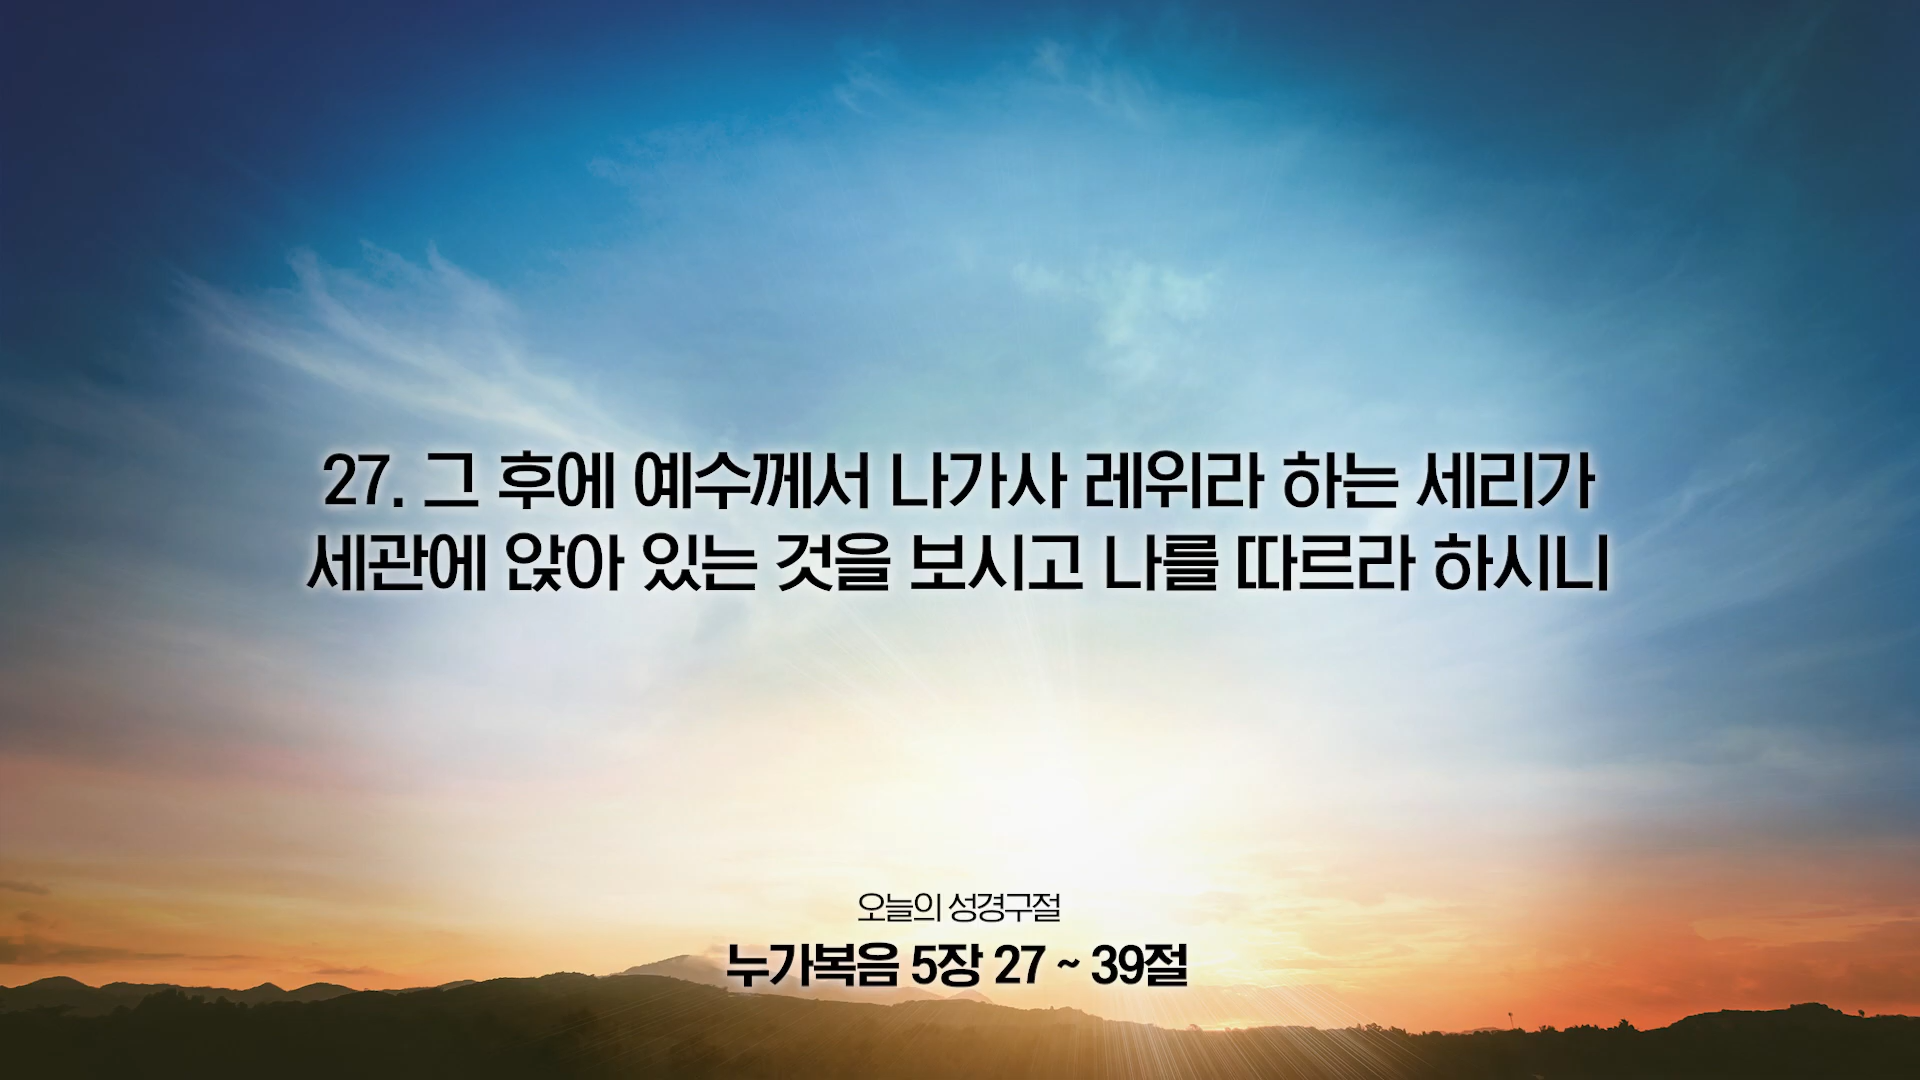 27. 그 후에 예수께서 나가사 레위라 하는 세리가
세관에 앉아 있는 것을 보시고 나를 따르라 하시니
오늘의 성경구절
누가복음 5장 27 ~ 39절